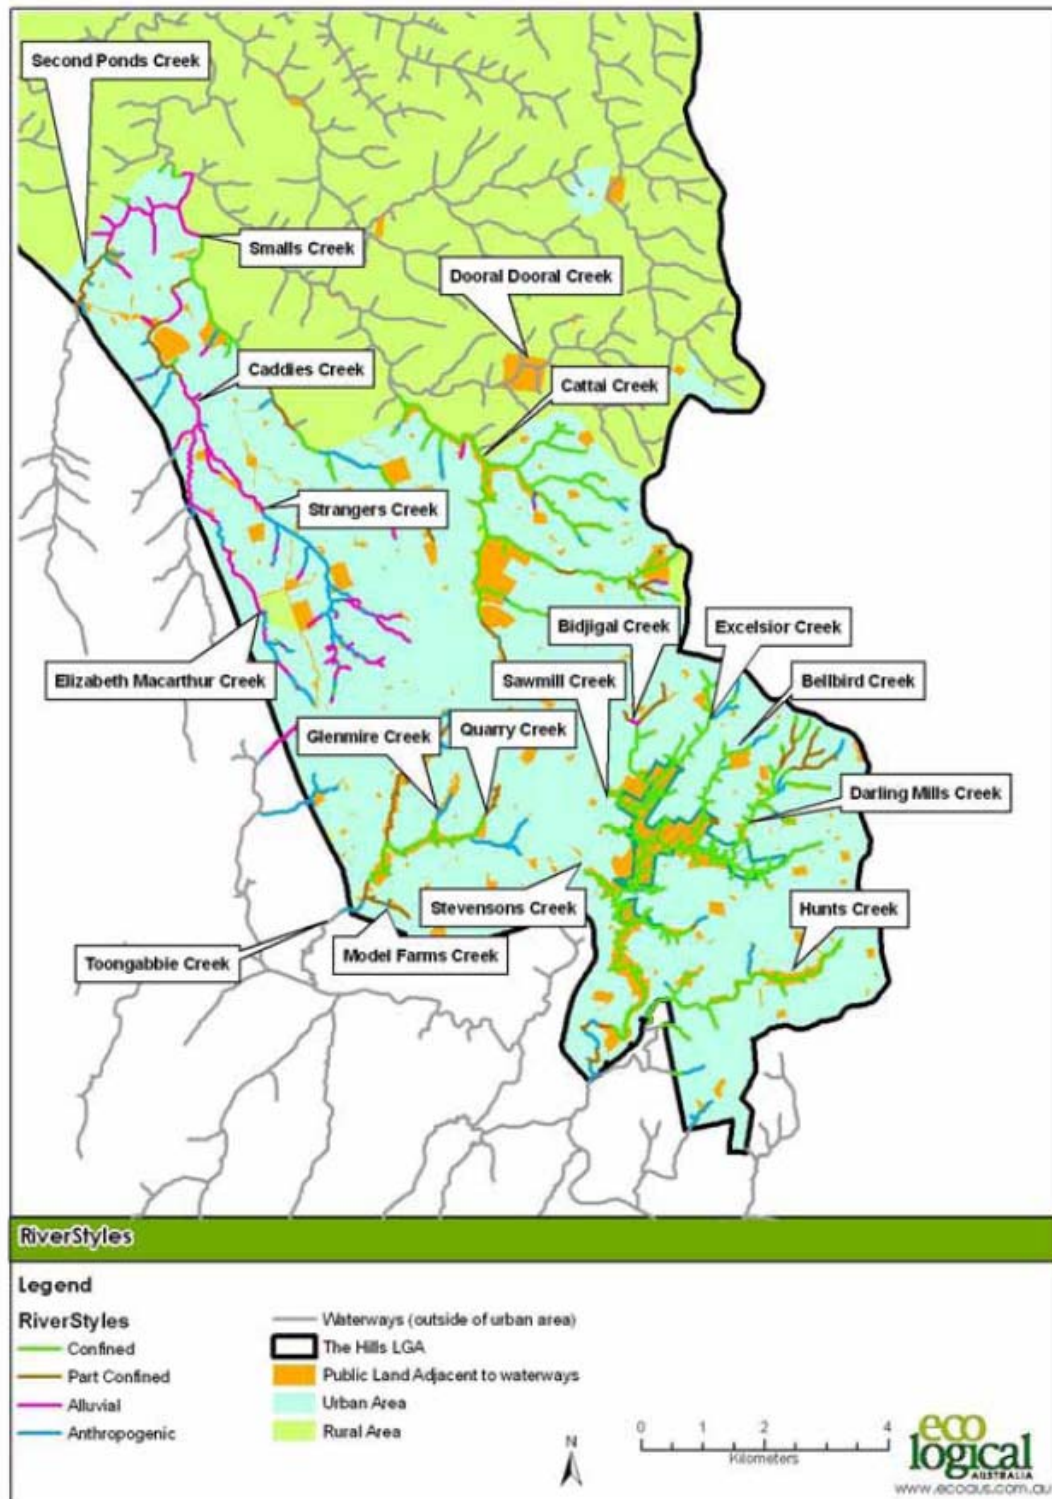 Second Ponds Creek
Smalls Creek
Dooral Dooral Creek
Caddies Creek
Cattai Creek
Strangers Creek
Bidjigal Creek
Excelsior Creek
Elizabeth Macarthur Creek
Sawmill Creek
Bellbird Creek
Glenmire Creek
Quarry Creek
Darling Mills Creek
Stevensons Creek
Hunts Creek
Toongabbie Creek
Model Farms Creek
RiverStyles
Legend
RiverStyles
Confined
Part Confined
Alluvial
Anthropogenic
Waterways (outside of urban area)
The Hills LGA
Public Land Adjacent to waterways
Urban Area
Rural Area
N
0 1 2 4
Kilometers
eco
logical
AUSTRALIA
www.ecoaus.com.au